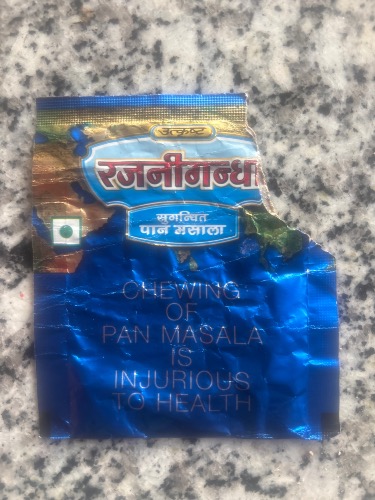 उत्कृष्ट
रजनीगन्धा
सुगन्धित
पान मसाला
CHEWING
OF
PAN MASALA
IS
INJURIOUS
TO HEALTH